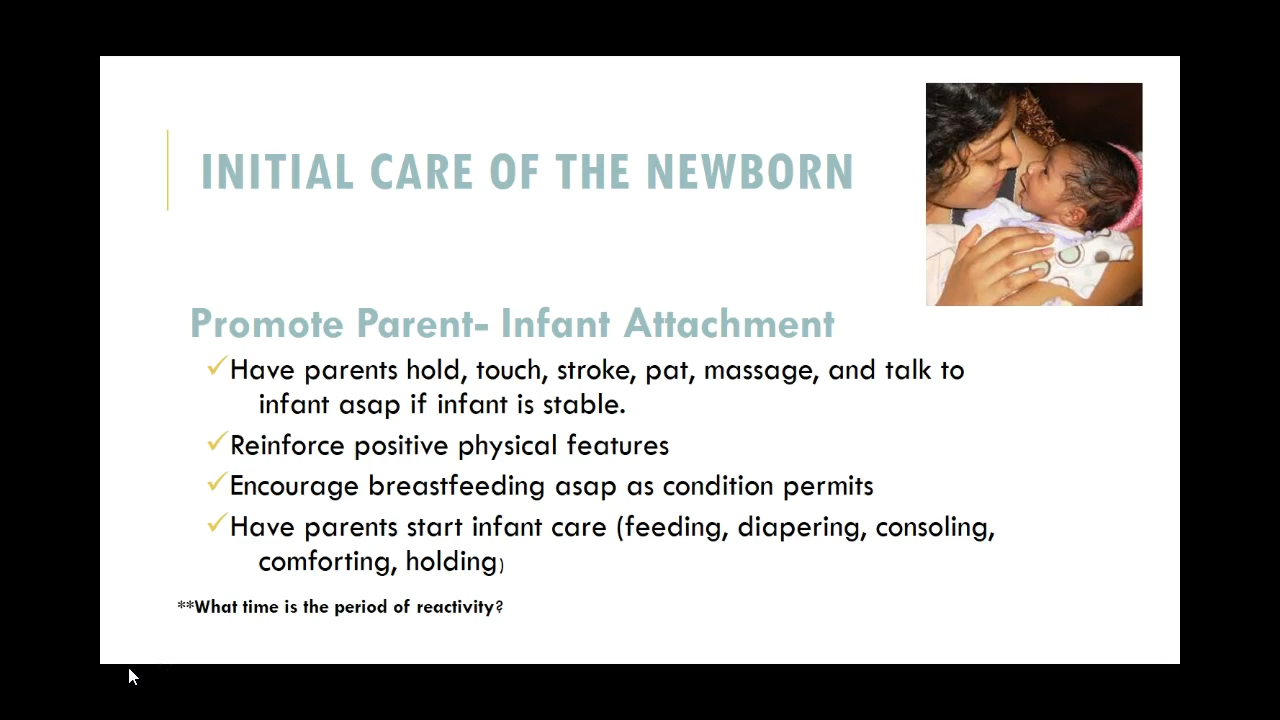 INITIAL CARE OF THE NEWBORN
Promote Parent- Infant Attachment
✓Have parents hold, touch, stroke, pat, massage, and talk to
infant asap if infant is stable.
✓Reinforce positive physical features
✓Encourage breastfeeding asap as condition permits
✓Have parents start infant care (feeding, diapering, consoling,
comforting, holding)
**What time is the period of reactivity?